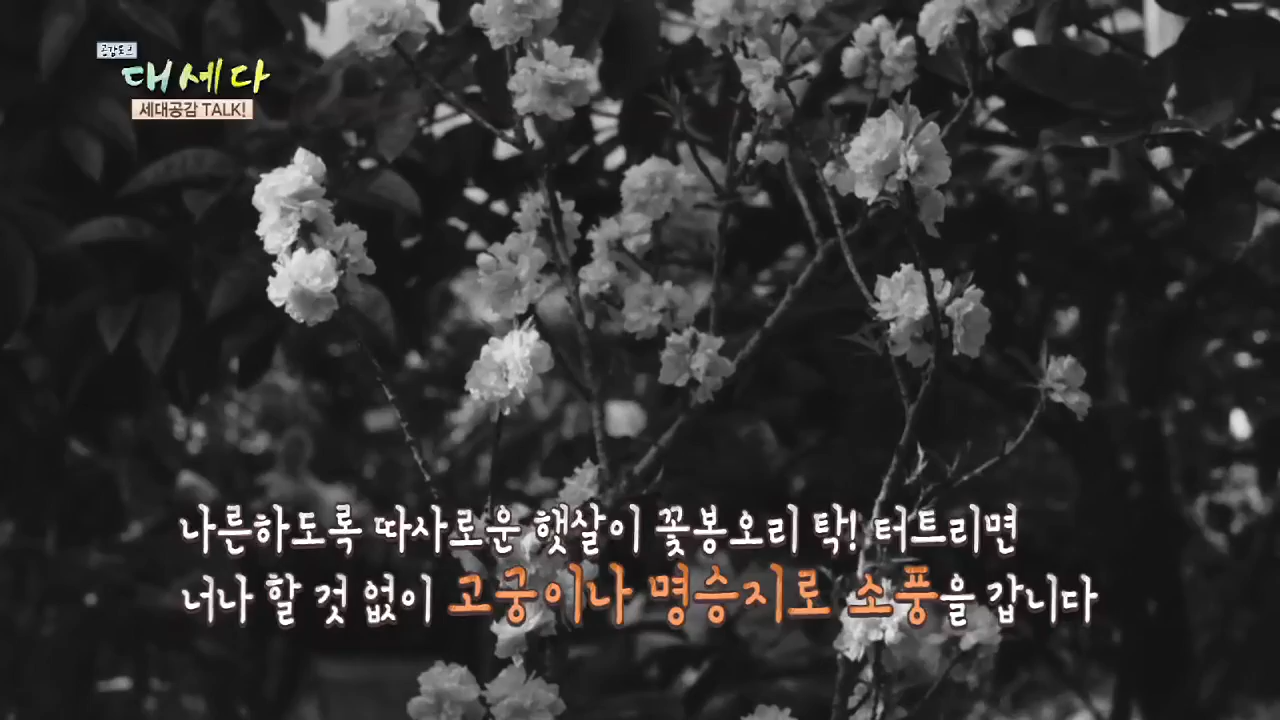 공감토크
대세다
세대공감 TALK!
나른하도록 따사로운 햇살이 꽃봉오리 탁! 터트리면
너나 할 것 없이 고궁이나 명승지로 소풍을 갑니다